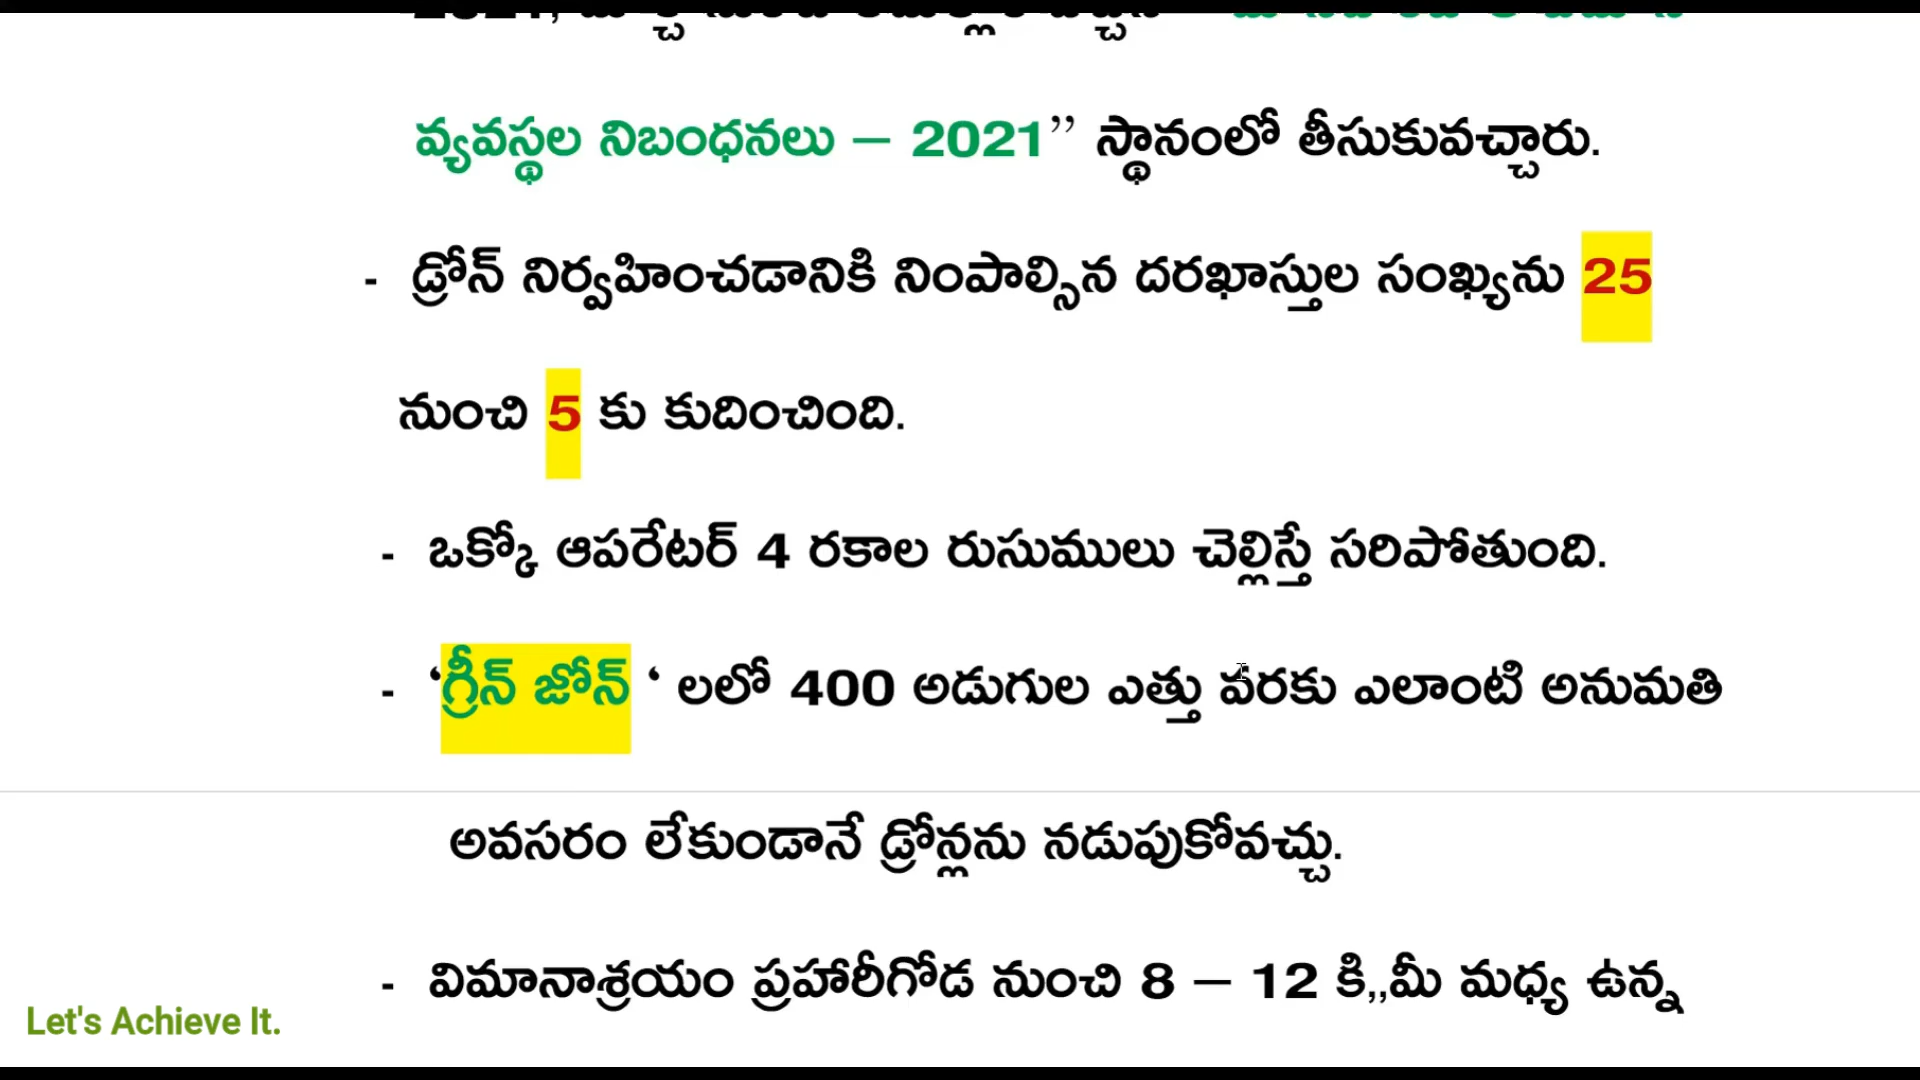 వ్యవస్థల నిబంధనలు – 2021” స్థానంలో తీసుకువచ్చారు.
- డ్రోన్ నిర్వహించడానికి నింపాల్సిన దరఖాస్తుల సంఖ్యను 25
నుంచి 5 కు కుదించింది.
- ఒక్కో ఆపరేటర్ 4 రకాల రుసుములు చెల్లిస్తే సరిపోతుంది.
- ‘గ్రీన్ జోన్ ‘ లలో 400 అడుగుల ఎత్తు వరకు ఎలాంటి అనుమతి
అవసరం లేకుండానే డ్రోన్లను నడుపుకోవచ్చు.
- విమానాశ్రయం ప్రహారీగోడ నుంచి 8 – 12 కి,,మీ మధ్య ఉన్న
Let's Achieve It.